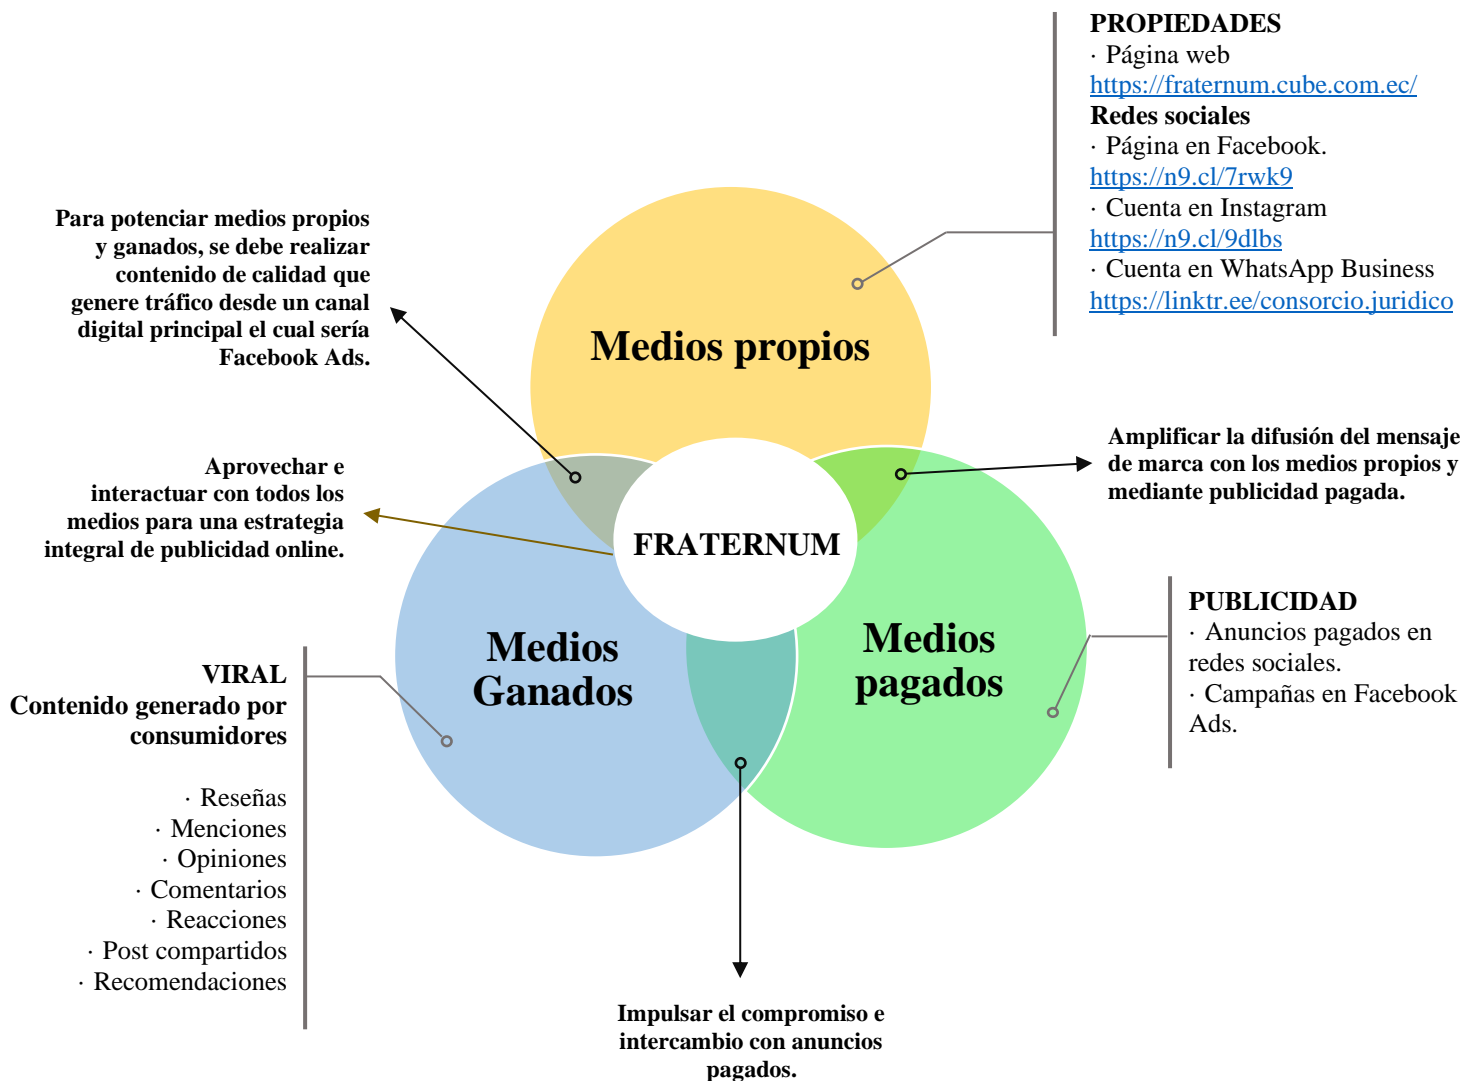 PROPIEDADES
· Página web
https://fraternum.cube.com.ec/
Redes sociales
· Página en Facebook.
https://n9.cl/7rwk9
· Cuenta en Instagram
https://n9.cl/9dlbs
· Cuenta en WhatsApp Business
https://linktr.ee/consorcio.juridico
Para potenciar medios propios
y ganados, se debe realizar
contenido de calidad que
genere tráfico desde un canal
digital principal el cual sería
Facebook Ads.
Medios propios
Amplificar la difusión del mensaje
de marca con los medios propios y
mediante publicidad pagada.
Aprovechar e
interactuar con todos los
medios para una estrategia
integral de publicidad online.
FRATERNUM
Medios
Ganados
Medios
pagados
PUBLICIDAD
· Anuncios pagados en
redes sociales.
· Campañas en Facebook
Ads.
VIRAL
Contenido generado por
consumidores
· Reseñas
· Menciones
· Opiniones
· Comentarios
· Reacciones
· Post compartidos
· Recomendaciones
Impulsar el compromiso e
intercambio con anuncios
pagados.